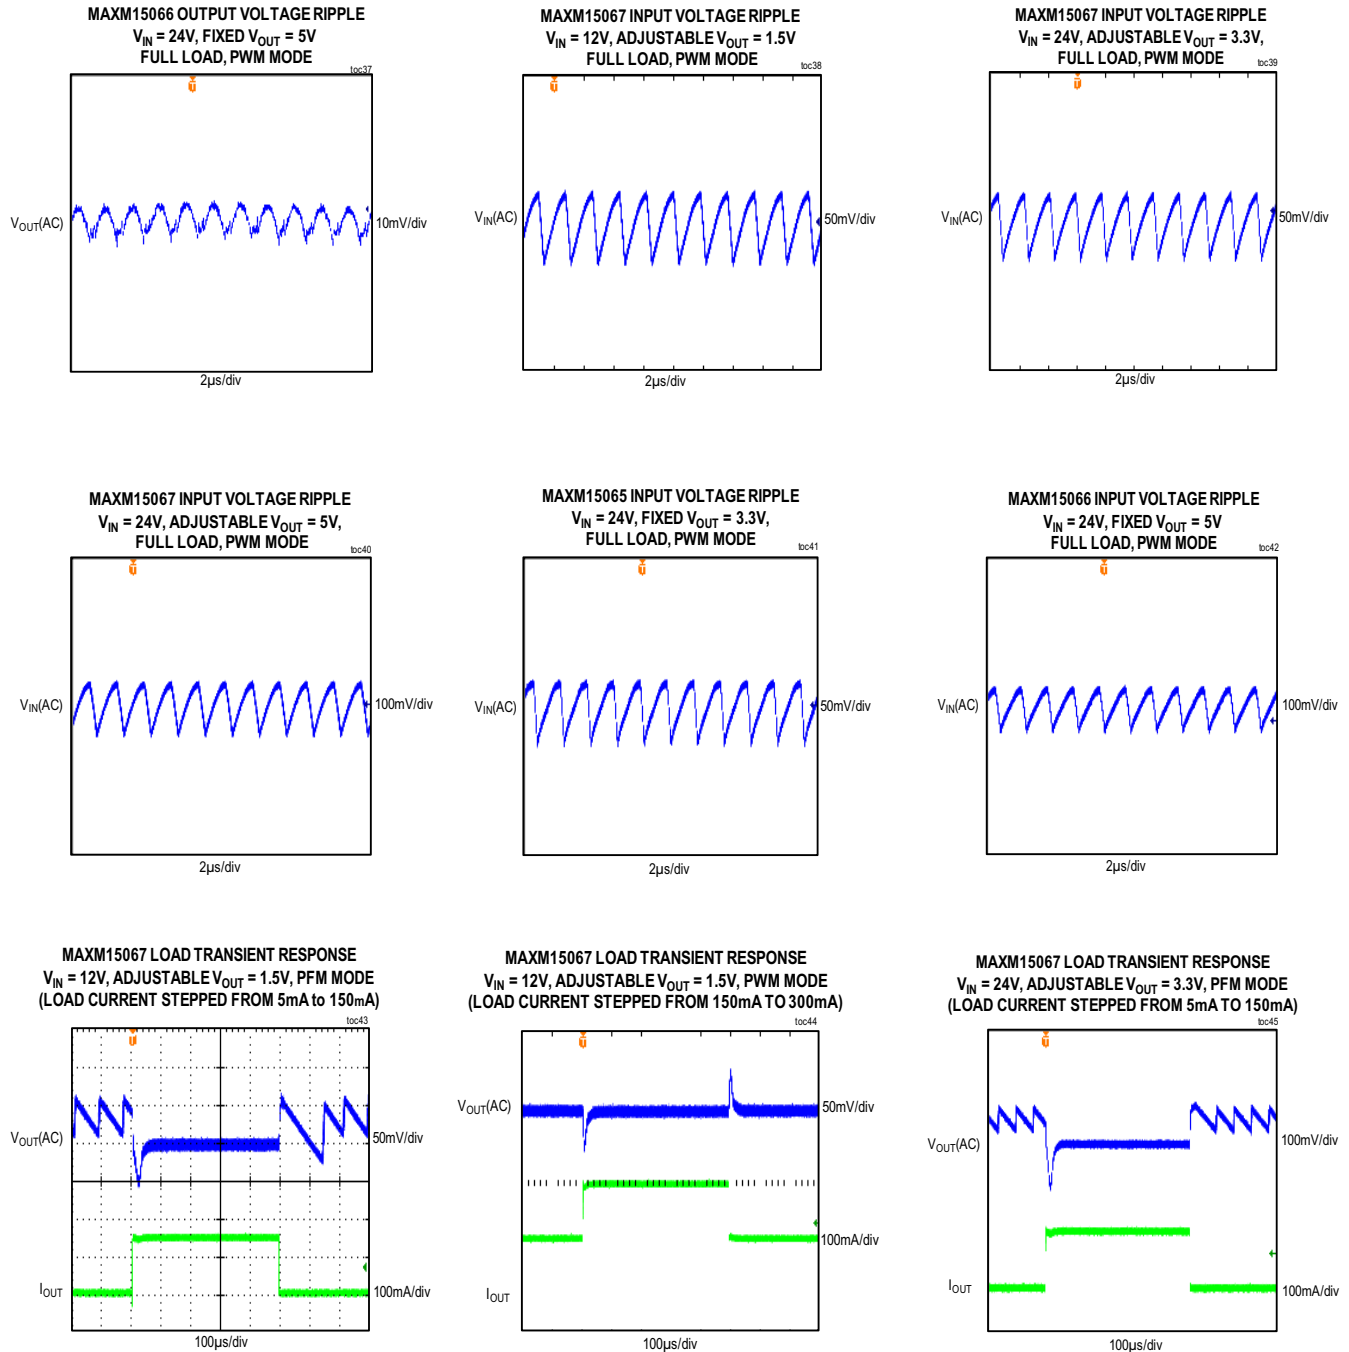 MAXM15066 OUTPUT VOLTAGE RIPPLE
VIN = 24V, FIXED VOUT = 5V
FULL LOAD, PWM MODE
toc37
T
VOUT(AC)
10mV/div
2µs/div
MAXM15067 INPUT VOLTAGE RIPPLE
VIN = 12V, ADJUSTABLE VOUT = 1.5V
FULL LOAD, PWM MODE
toc38
T
VIN(AC)
50mV/div
2µs/div
MAXM15067 INPUT VOLTAGE RIPPLE
VIN = 24V, ADJUSTABLE VOUT = 3.3V,
FULL LOAD, PWM MODE
toc39
T
VIN(AC)
50mV/div
2µs/div
MAXM15067 INPUT VOLTAGE RIPPLE
VIN = 24V, ADJUSTABLE VOUT = 5V,
FULL LOAD, PWM MODE
toc40
T
VIN(AC)
100mV/div
2µs/div
MAXM15065 INPUT VOLTAGE RIPPLE
VIN = 24V, FIXED VOUT = 3.3V,
FULL LOAD, PWM MODE
toc41
T
VIN(AC)
50mV/div
2µs/div
MAXM15066 INPUT VOLTAGE RIPPLE
VIN = 24V, FIXED VOUT = 5V
FULL LOAD, PWM MODE
toc42
T
VIN(AC)
100mV/div
2µs/div
MAXM15067 LOAD TRANSIENT RESPONSE
VIN = 12V, ADJUSTABLE VOUT = 1.5V, PFM MODE
(LOAD CURRENT STEPPED FROM 5mA to 150mA)
toc43
T
VOUT(AC)
50mV/div
IOUT
100mA/div
100µs/div
MAXM15067 LOAD TRANSIENT RESPONSE
VIN = 12V, ADJUSTABLE VOUT = 1.5V, PWM MODE
(LOAD CURRENT STEPPED FROM 150mA TO 300mA)
toc44
T
VOUT(AC)
50mV/div
100mA/div
IOUT
100µs/div
MAXM15067 LOAD TRANSIENT RESPONSE
VIN = 24V, ADJUSTABLE VOUT = 3.3V, PFM MODE
(LOAD CURRENT STEPPED FROM 5mA TO 150mA)
toc45
T
VOUT(AC)
100mV/div
IOUT
100mA/div
100µs/div